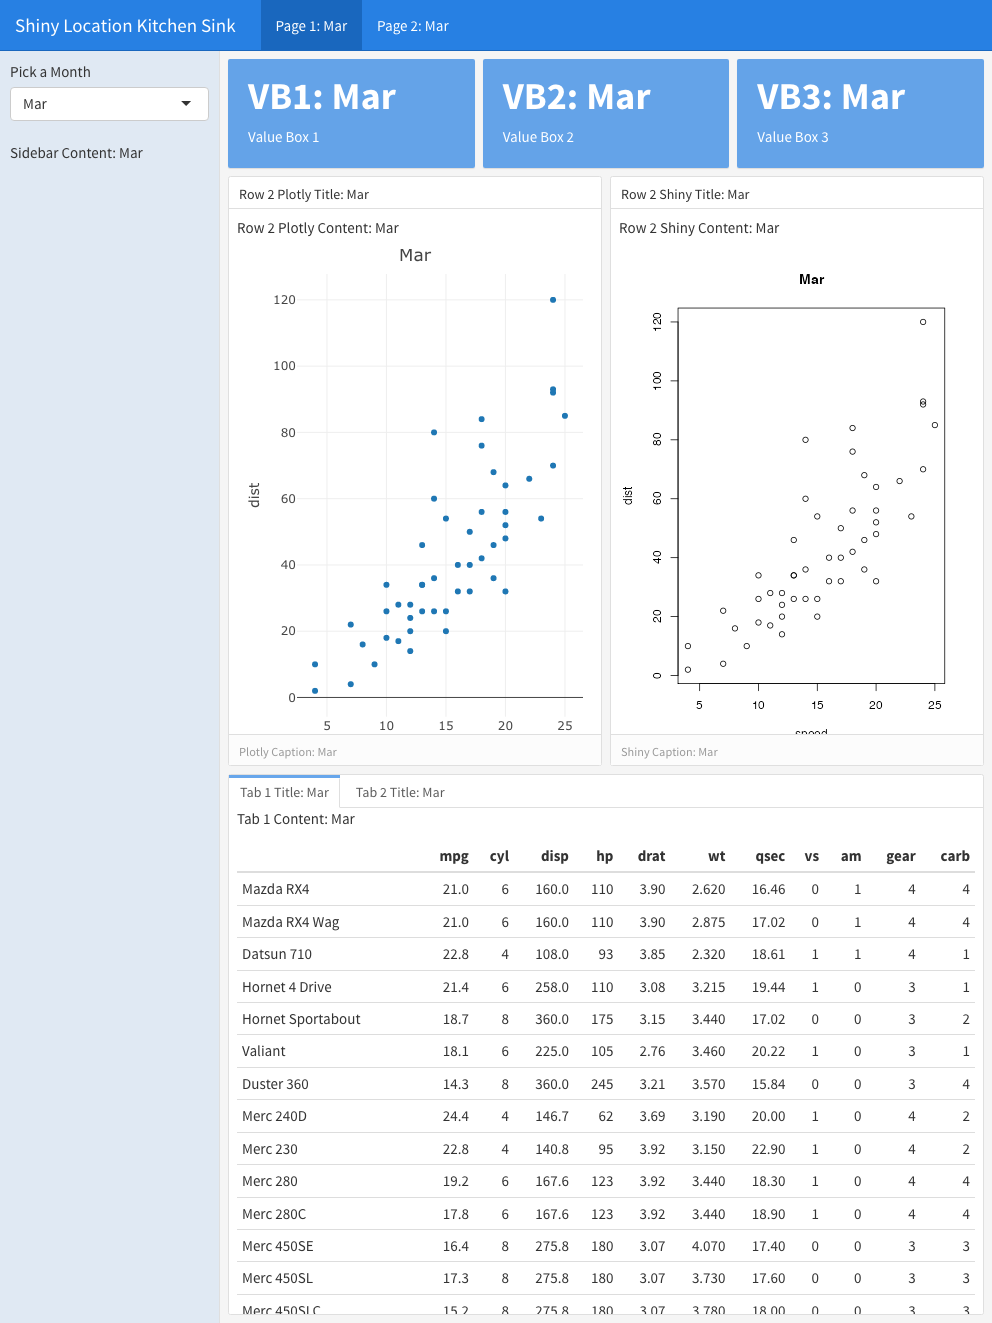 Shiny Location Kitchen Sink Page 1: Mar Page 2: Mar
Pick a Month
Mar
Sidebar Content: Mar
VB1: Mar
Value Box 1
VB2: Mar
Value Box 2
VB3: Mar
Value Box 3
Row 2 Plotly Title: Mar
Row 2 Plotly Content: Mar
Mar
120
100
80
60
40
20
0
dist
5 10 15 20 25
Plotly Caption: Mar
Row 2 Shiny Title: Mar
Row 2 Shiny Content: Mar
Mar
120
100
80
60
40
20
0
dist
5 10 15 20 25
speed
Shiny Caption: Mar
Tab 1 Title: Mar Tab 2 Title: Mar
Tab 1 Content: Mar
mpg cyl disp hp drat wt qsec vs am gear carb
Mazda RX4 21.0 6 160.0 110 3.90 2.620 16.46 0 1 4 4
Mazda RX4 Wag 21.0 6 160.0 110 3.90 2.875 17.02 0 1 4 4
Datsun 710 22.8 4 108.0 93 3.85 2.320 18.61 1 1 4 1
Hornet 4 Drive 21.4 6 258.0 110 3.08 3.215 19.44 1 0 3 1
Hornet Sportabout 18.7 8 360.0 175 3.15 3.440 17.02 0 0 3 2
Valiant 18.1 6 225.0 105 2.76 3.460 20.22 1 0 3 1
Duster 360 14.3 8 360.0 245 3.21 3.570 15.84 0 0 3 4
Merc 240D 24.4 4 146.7 62 3.69 3.190 20.00 1 0 4 2
Merc 230 22.8 4 140.8 95 3.92 3.150 22.90 1 0 4 2
Merc 280 19.2 6 167.6 123 3.92 3.440 18.30 1 0 4 4
Merc 280C 17.8 6 167.6 123 3.92 3.440 18.90 1 0 4 4
Merc 450SE 16.4 8 275.8 180 3.07 4.070 17.40 0 0 3 3
Merc 450SL 17.3 8 275.8 180 3.07 3.730 17.60 0 0 3 3
Merc 450SLC 15.2 8 275.8 180 3.07 3.780 18.00 0 0 3 3